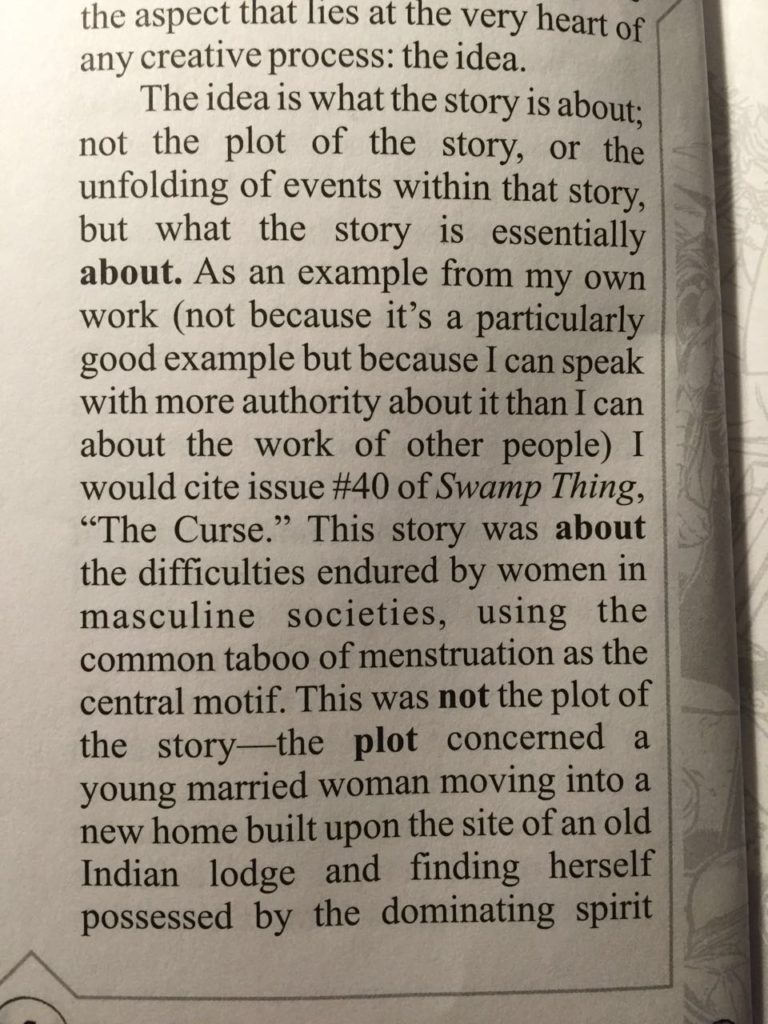 the aspect that lies at the very heart of
any creative process: the idea.
The idea is what the story is about;
not the plot of the story, or the
unfolding of events within that story,
but what the story is essentially
about. As an example from my own
work (not because it’s a particularly
good example but because I can speak
with more authority about it than I can
about the work of other people) I
would cite issue #40 of Swamp Thing,
“The Curse.” This story was about
the difficulties endured by women in
masculine societies, using the
common taboo of menstruation as the
central motif. This was not the plot of
the story—the plot concerned a
young married woman moving into a
new home built upon the site of an old
Indian lodge and finding herself
possessed by the dominating spirit